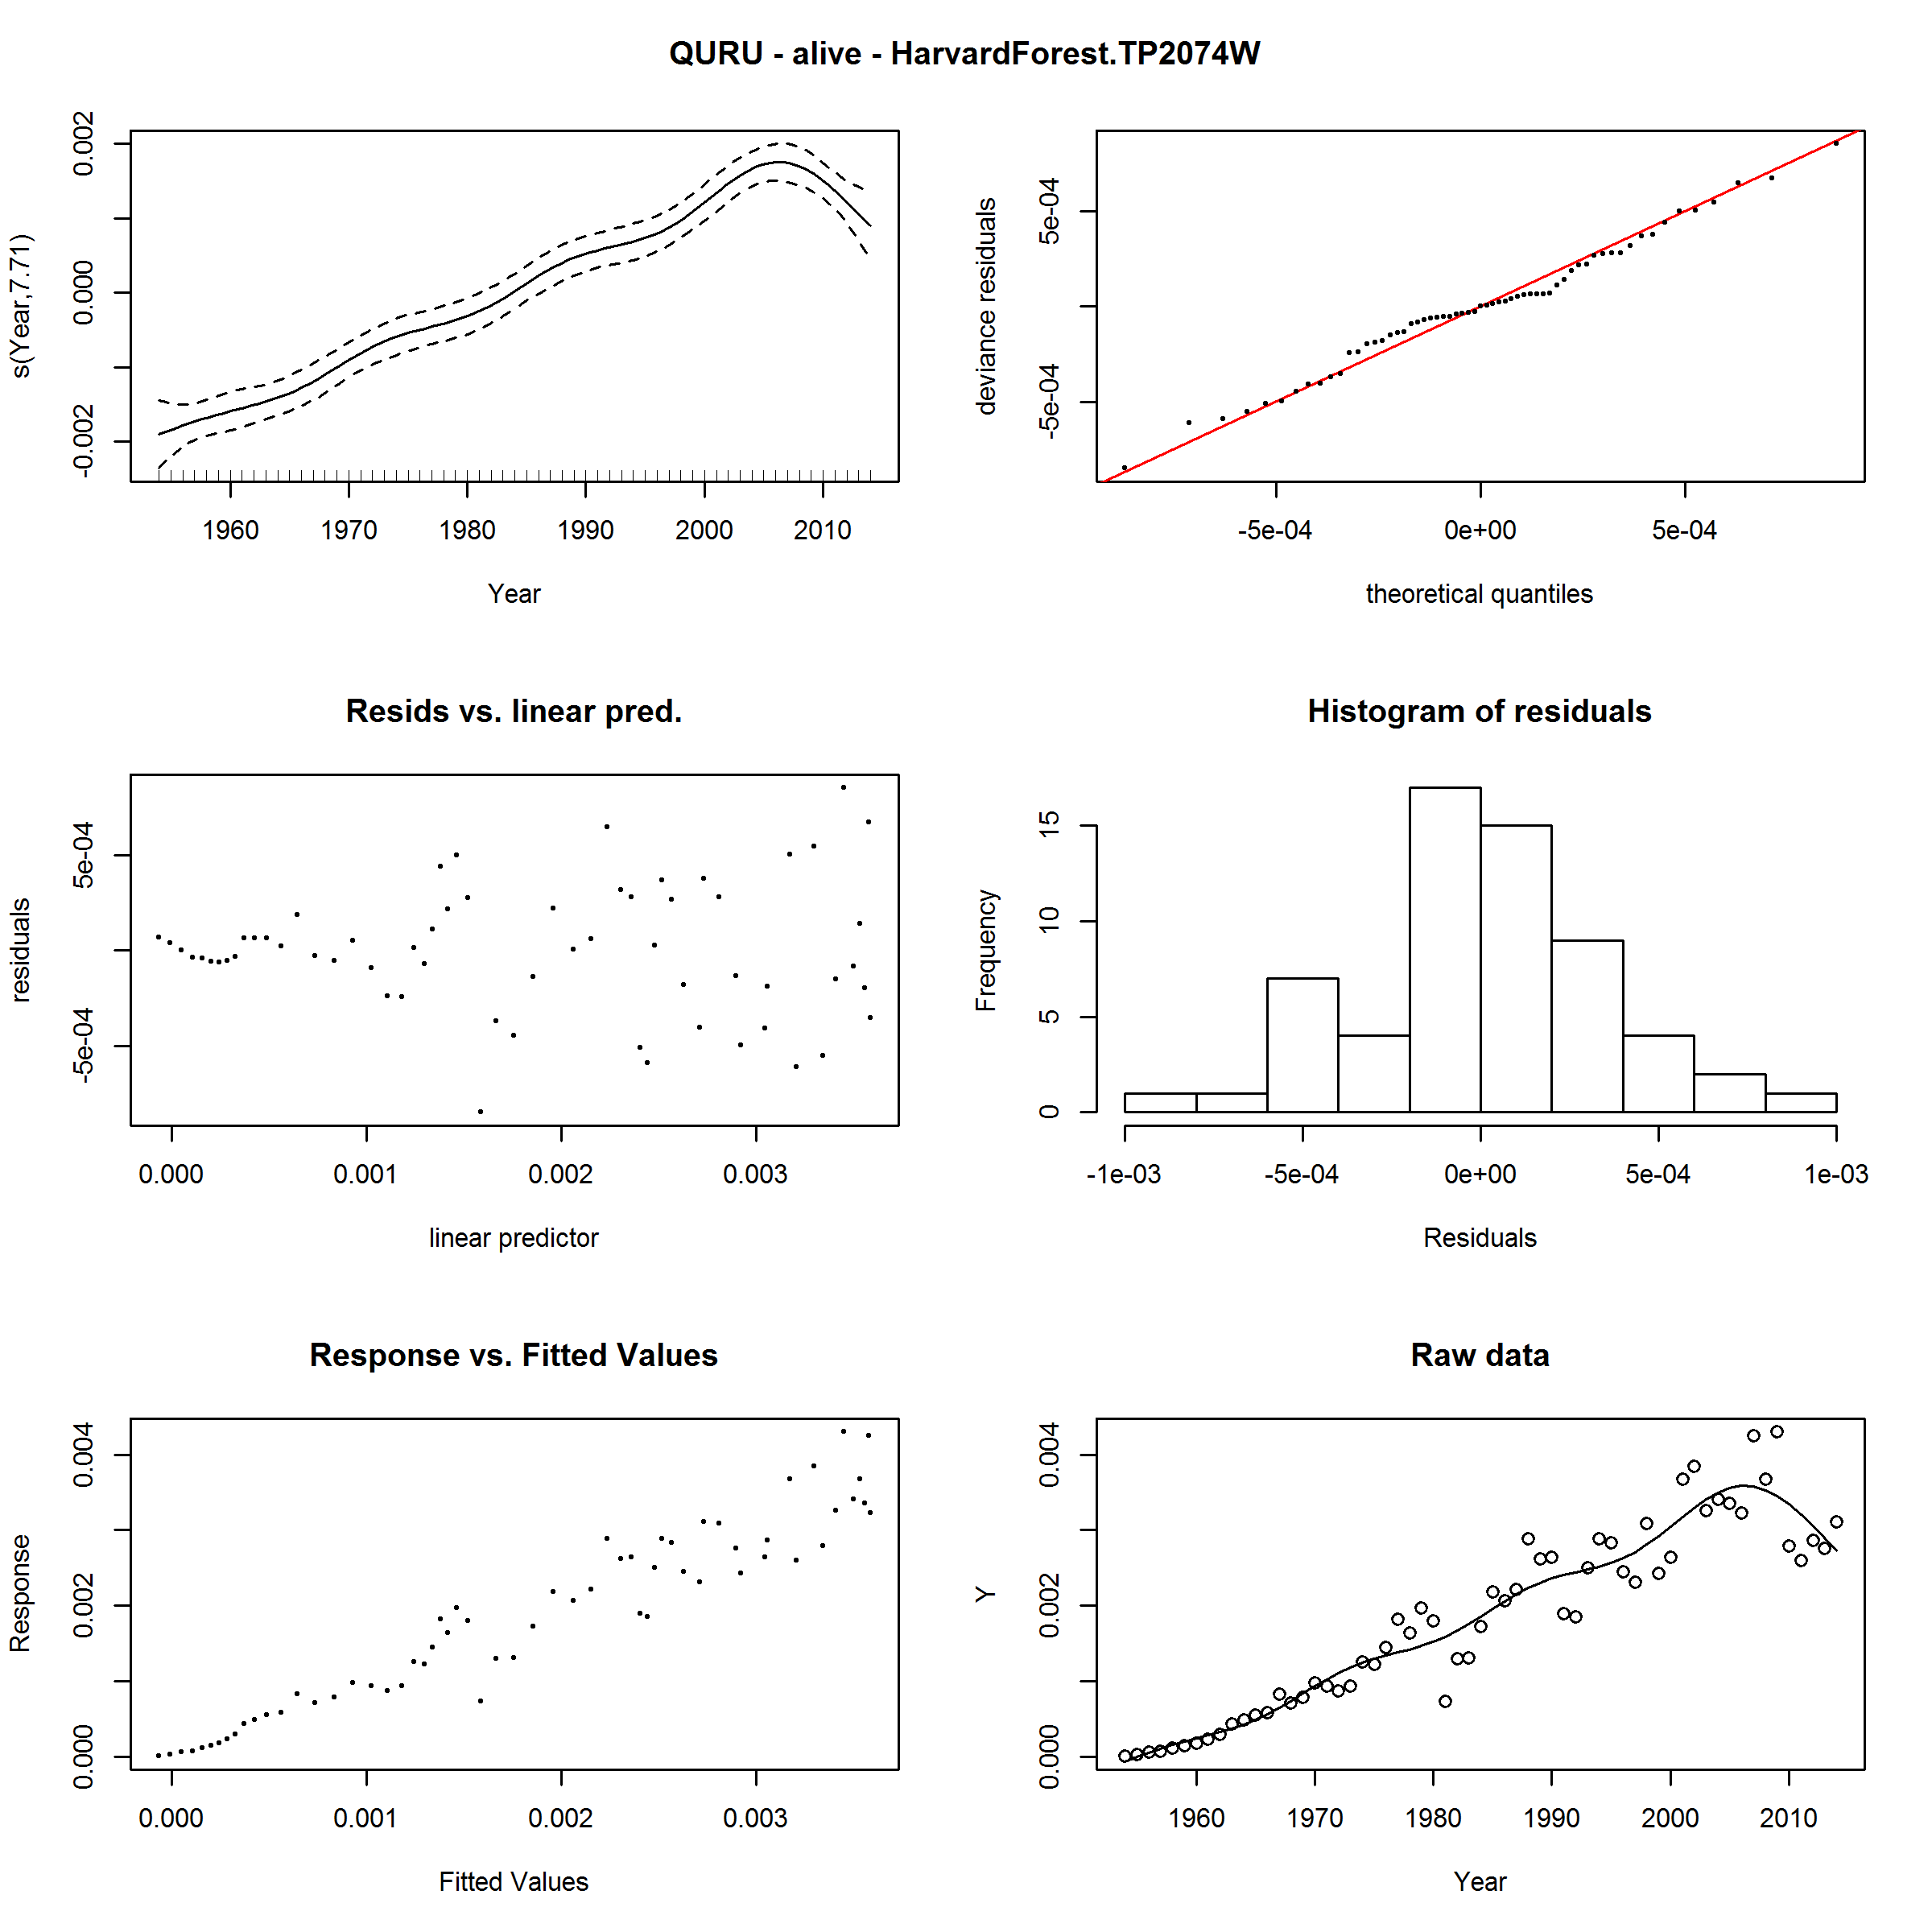 QURU - alive - HarvardForest.TP2074W
s(Year,7.71)
-0.002 0.000 0.002
1960 1970 1980 1990 2000 2010
Year
deviance residuals
-5e-04 5e-04
-5e-04 0e+00 5e-04
theoretical quantiles
Resids vs. linear pred.
residuals
-5e-04 5e-04
0.000 0.001 0.002 0.003
linear predictor
Histogram of residuals
Frequency
0 5 10 15
-1e-03 -5e-04 0e+00 5e-04 1e-03
Residuals
Response vs. Fitted Values
Response
0.000 0.002 0.004
0.000 0.001 0.002 0.003
Fitted Values
Raw data
Y
0.000 0.002 0.004
1960 1970 1980 1990 2000 2010
Year